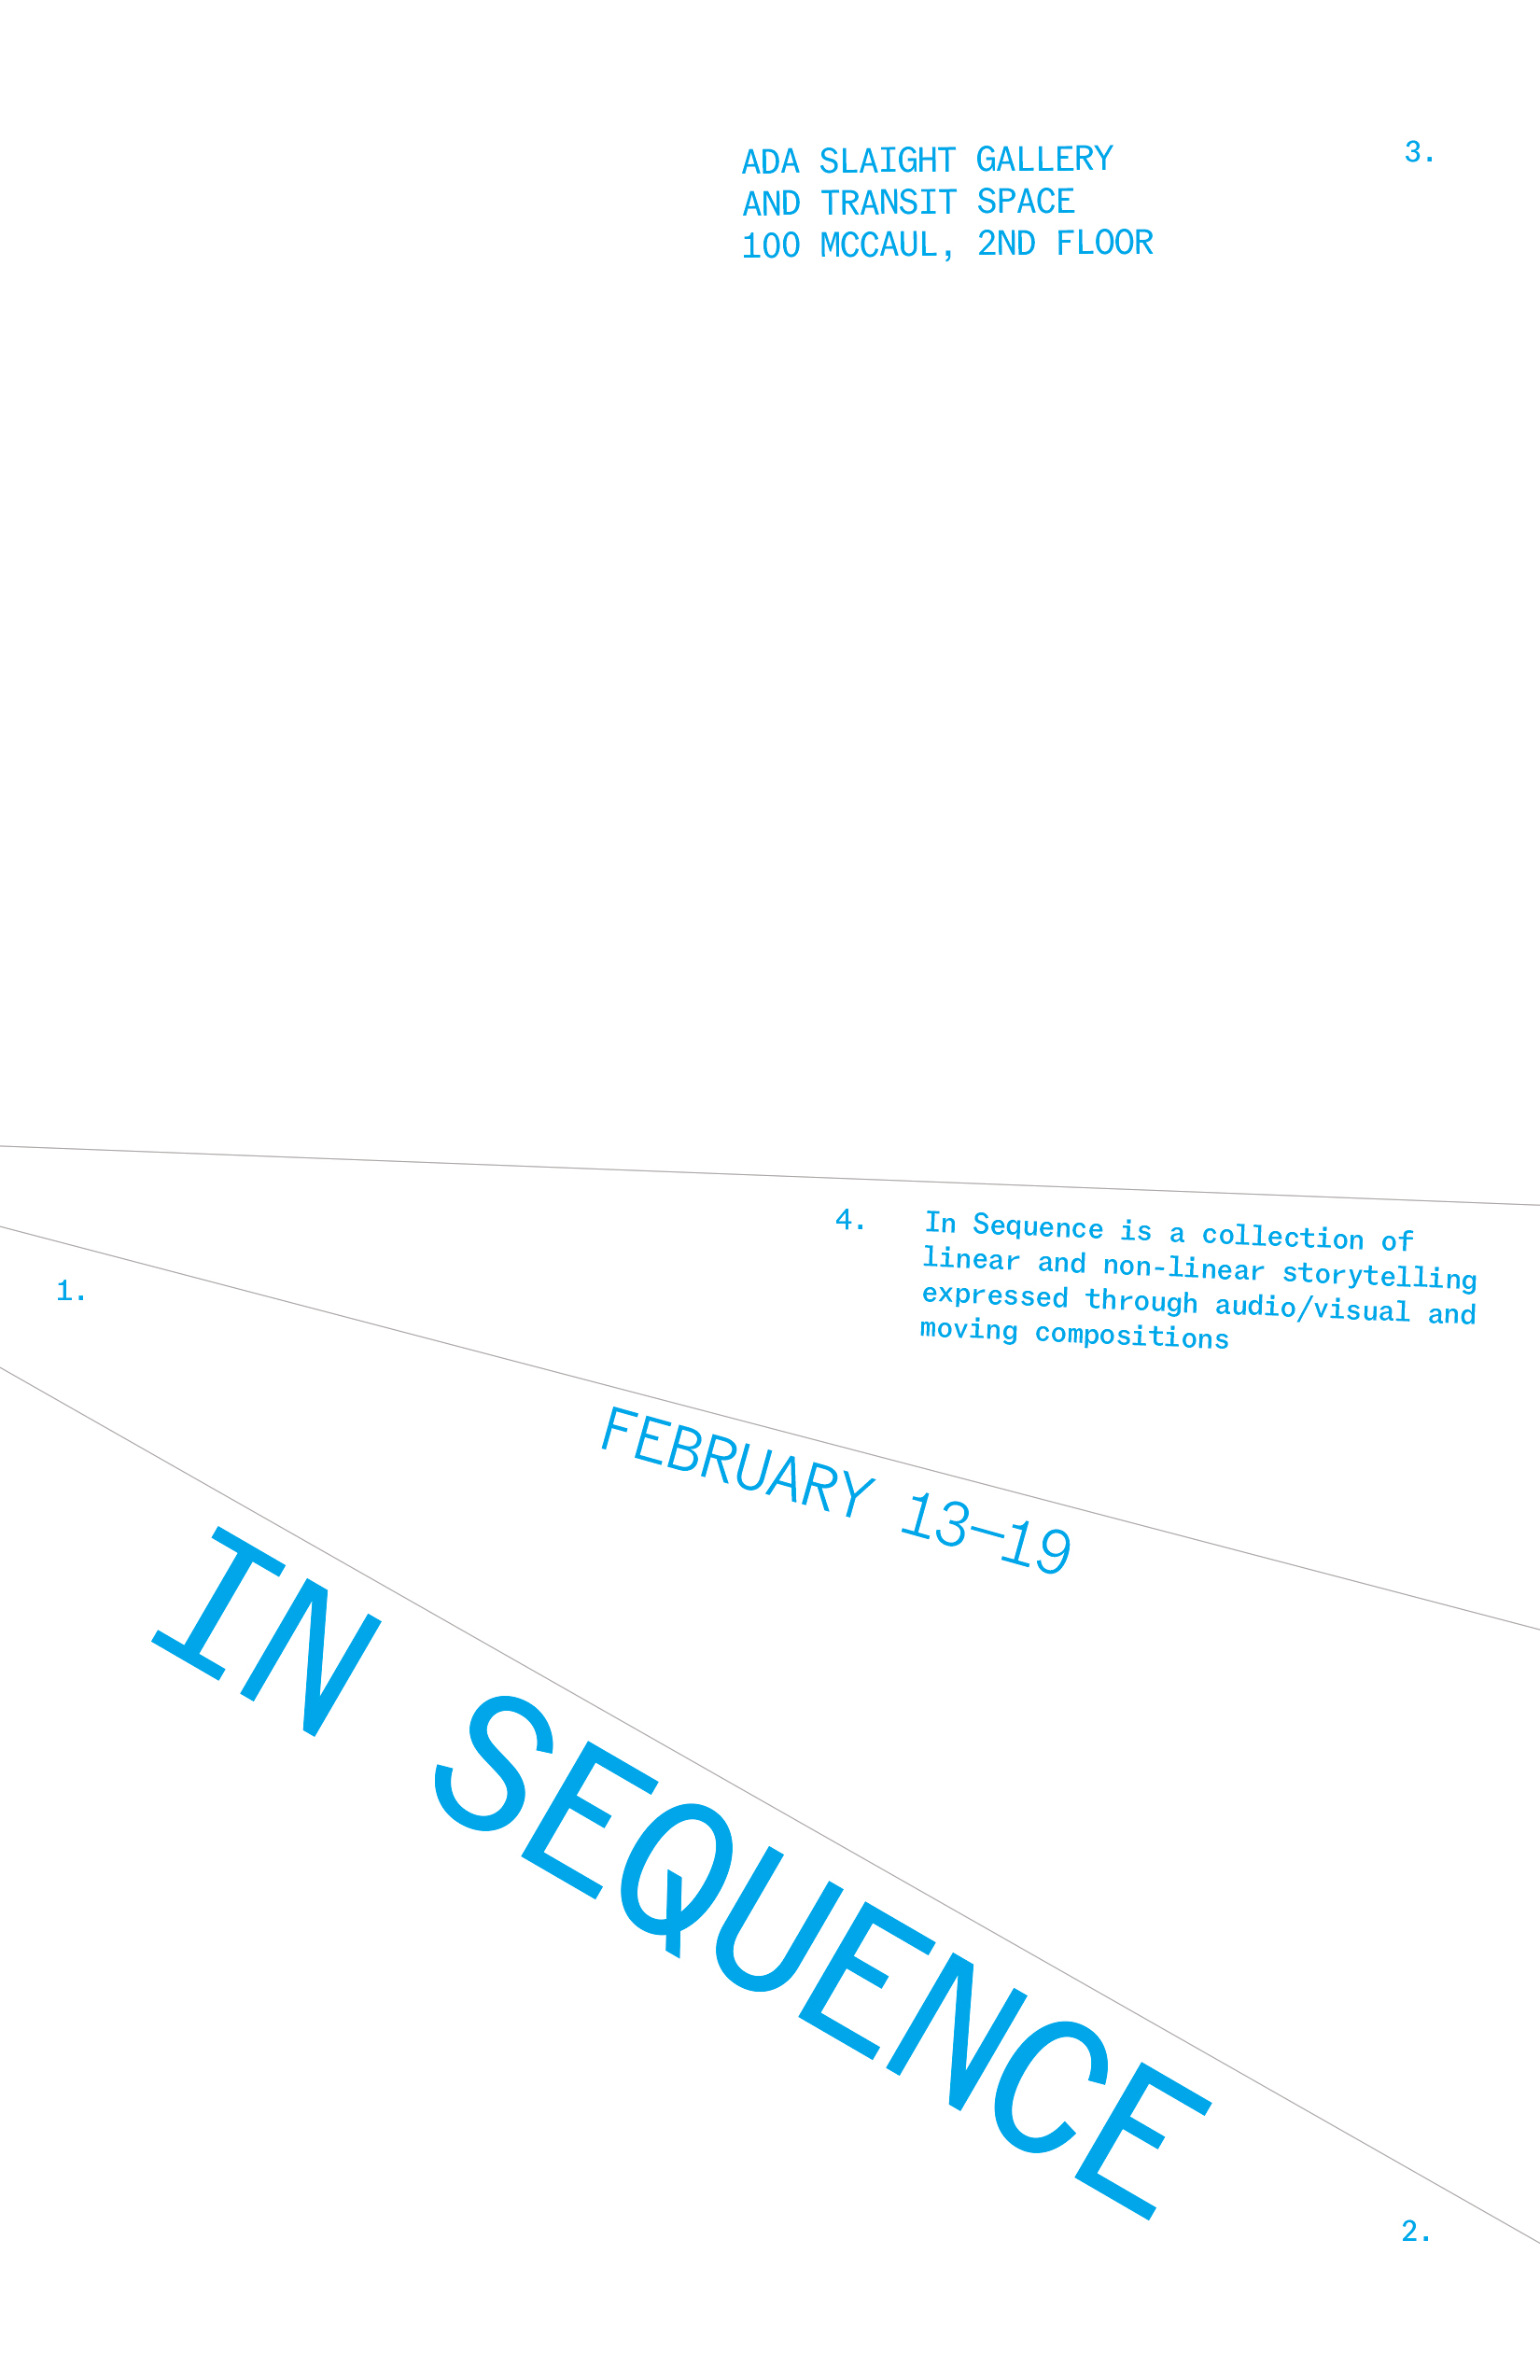 ADA SLAIGHT GALLERY
AND TRANSIT SPACE
100 MCCAUL, 2ND FLOOR
3.
4.
In Sequence is a collection of
linear and non-linear storytelling
expressed through audio/visual and
moving compositions
1.
FEBRUARY 13—19
IN SEQUENCE
2.